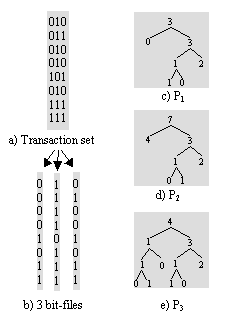 010
011
010
010
101
010
111
111
a) Transaction set
0 1 0
0 1 1
0 1 0
0 1 0
1 0 1
0 1 0
1 1 1
1 1 1
b) 3 bit-files
3
0 3
1 2
1 0
c) P1
7
4 3
1 2
0 1
d) P2
4
1 3
1 0 1 2
0 1 1 0
e) P3